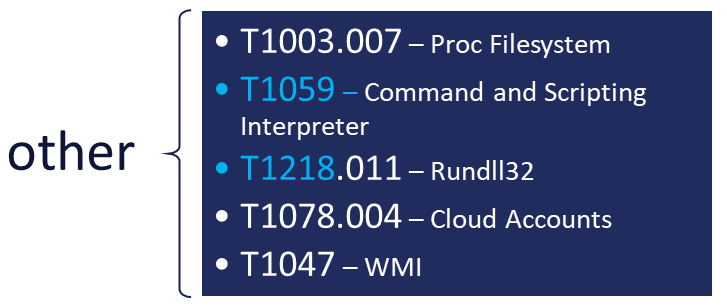 other
• T1003.007 – Proc Filesystem
• T1059 – Command and Scripting
Interpreter
• T1218.011 – Rundll32
• T1078.004 – Cloud Accounts
• T1047 – WMI